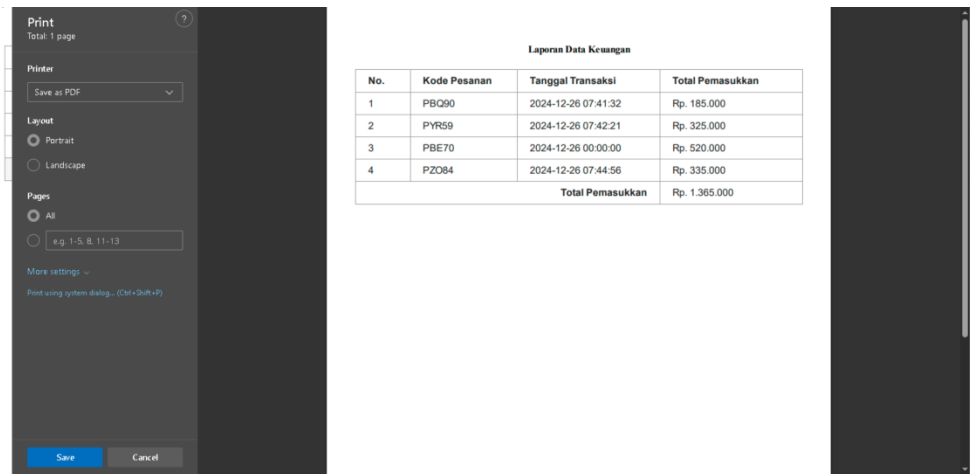 Print
?
Total: 1 page
Printer
Save as PDF
Layout
Portrait
Landscape
Pages
All
e.g. 1-5, 8, 11-13
More settings
Print using system dialog... (Ctrl+Shift+P)
Save Cancel
Laporan Data Keuangan
No. Kode Pesanan Tanggal Transaksi Total Pemasukkan
1 PBQ90 2024-12-26 07:41:32 Rp. 185.000
2 PYR59 2024-12-26 07:42:21 Rp. 325.000
3 PBE70 2024-12-26 00:00:00 Rp. 520.000
4 PZO84 2024-12-26 07:44:56 Rp. 335.000
Total Pemasukkan Rp. 1.365.000